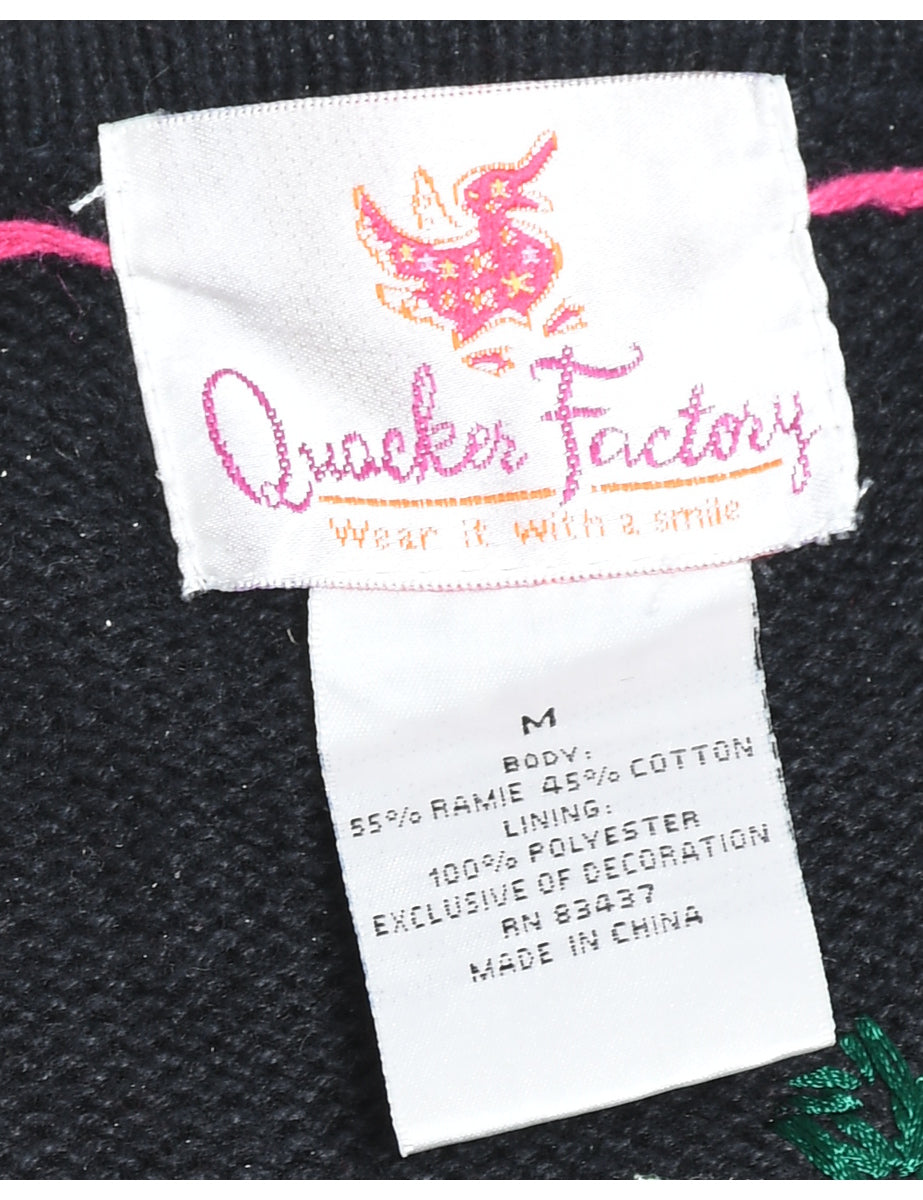 Quacker Factory
Wear it with a smile
M
BODY:
55% RAMIE 45% COTTON
LINING:
100% POLYESTER
EXCLUSIVE OF DECORATION
RN 83437
MADE IN CHINA